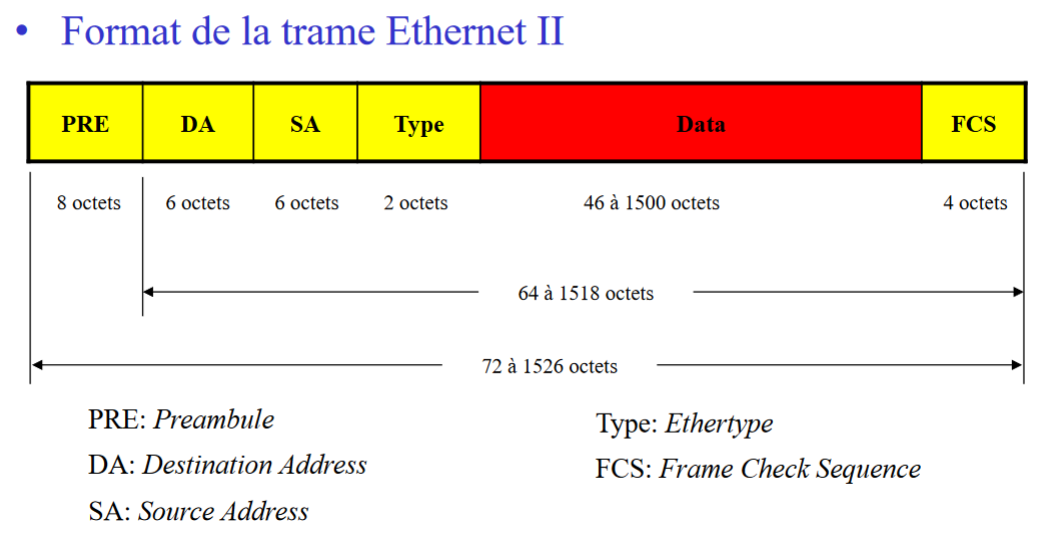 • Format de la trame Ethernet II
PRE DA SA Type Data FCS
8 octets 6 octets 6 octets 2 octets 46 à 1500 octets 4 octets
64 à 1518 octets
72 à 1526 octets
PRE: Preambule
DA: Destination Address
SA: Source Address
Type: Ethertype
FCS: Frame Check Sequence